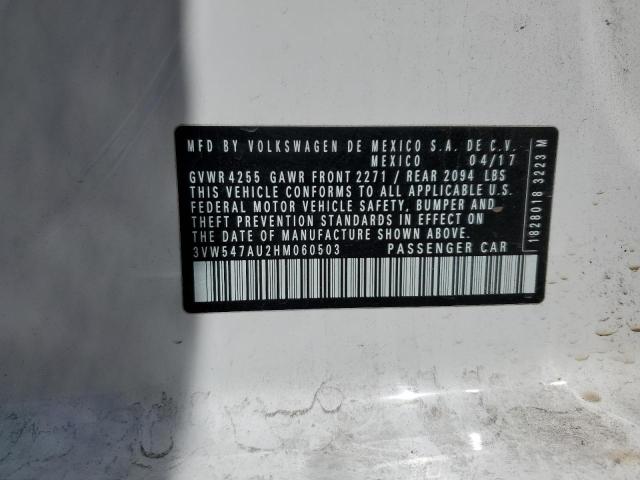 MFD BY VOLKSWAGEN DE MEXICO S.A. DE C.V.
MEXICO 04/17
GVWR 4255 GAWR FRONT 2271 / REAR 2094 LBS
THIS VEHICLE CONFORMS TO ALL APPLICABLE U.S.
FEDERAL MOTOR VEHICLE SAFETY, BUMPER AND
THEFT PREVENTION STANDARDS IN EFFECT ON
THE DATE OF MANUFACTURE SHOWN ABOVE.
3VW547AU2HM060503 PASSENGER CAR
1828018 3223 M